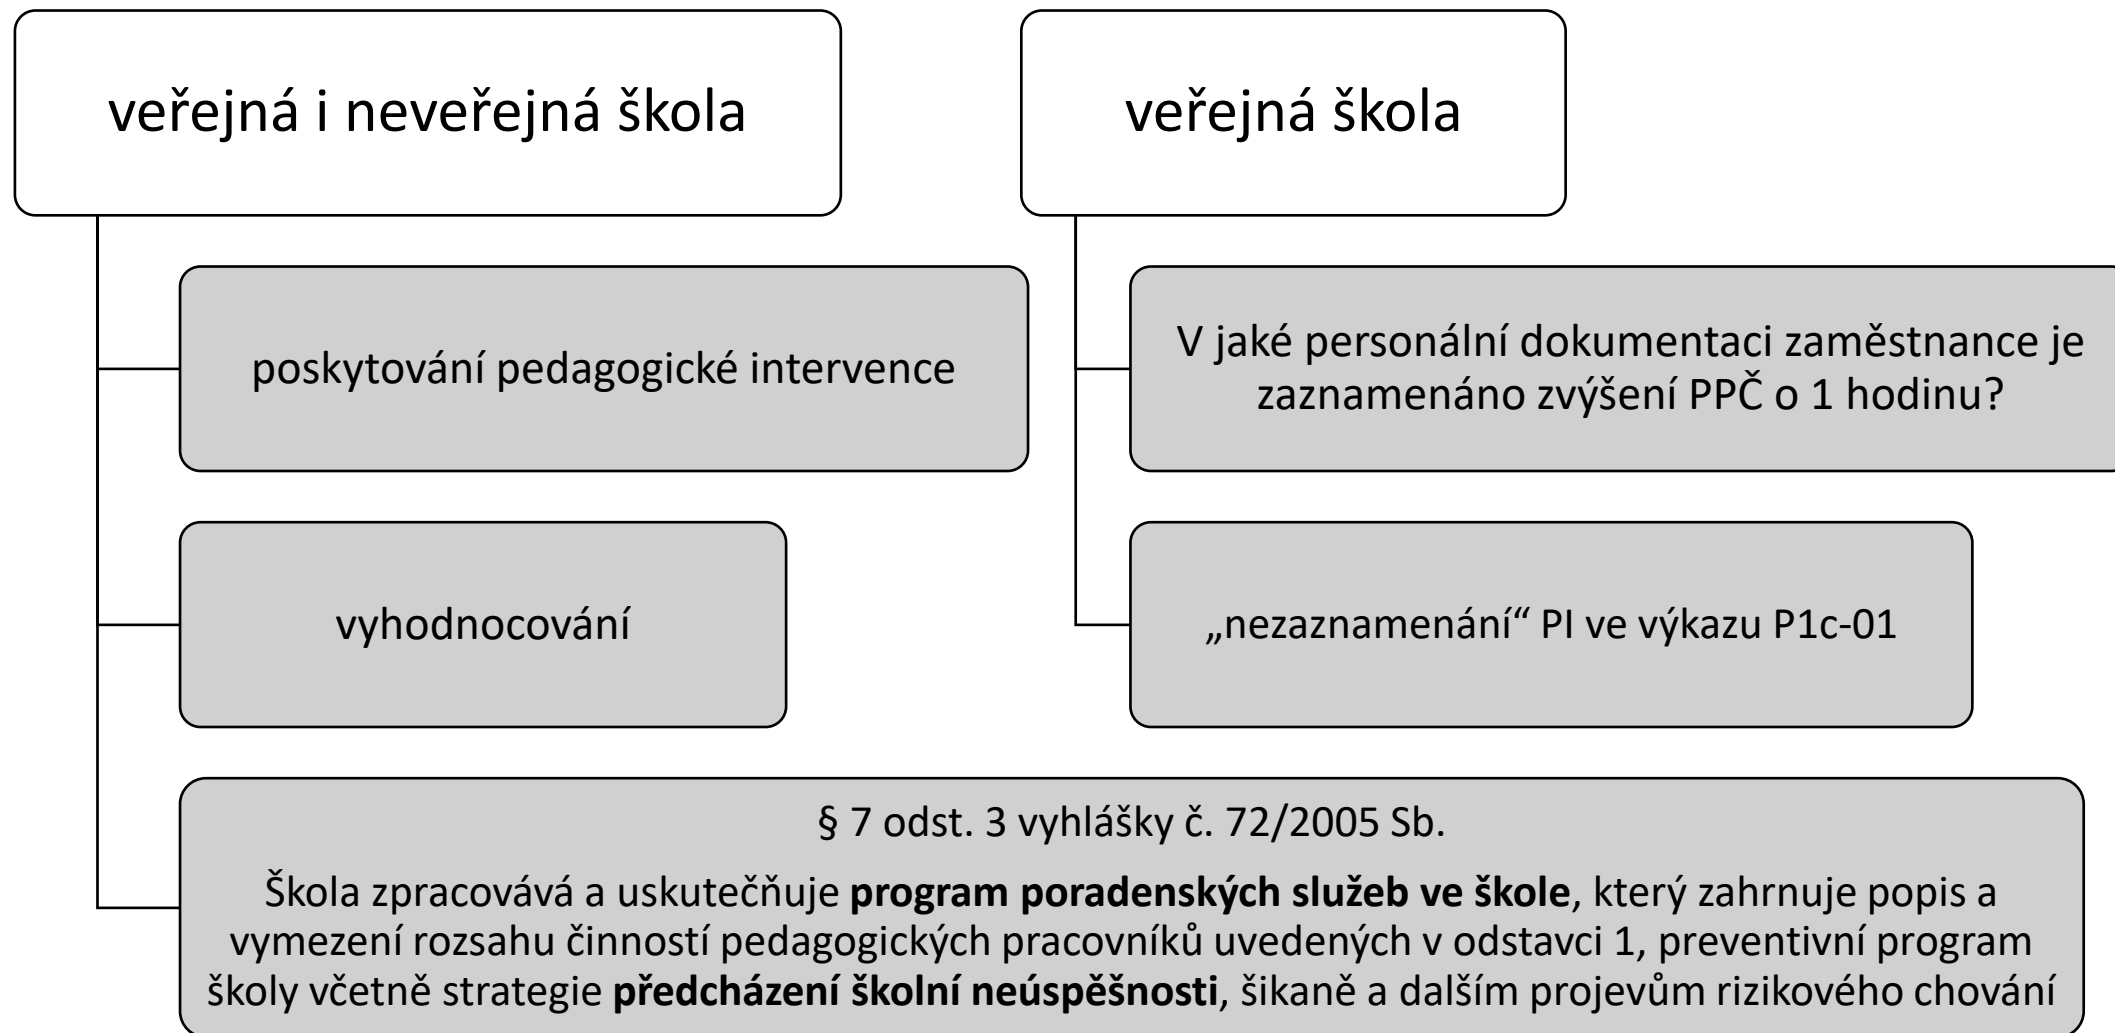 veřejná i neveřejná škola
poskytování pedagogické intervence
vyhodnocování
§ 7 odst. 3 vyhlášky č. 72/2005 Sb.
Škola zpracovává a uskutečňuje program poradenských služeb ve škole, který zahrnuje popis a
vymezení rozsahu činností pedagogických pracovníků uvedených v odstavci 1, preventivní program
školy včetně strategie předcházení školní neúspěšnosti, šikaně a dalším projevům rizikového chování
veřejná škola
V jaké personální dokumentaci zaměstnance je
zaznamenáno zvýšení PPČ o 1 hodinu?
„nezaznamenání“ PI ve výkazu P1c-01